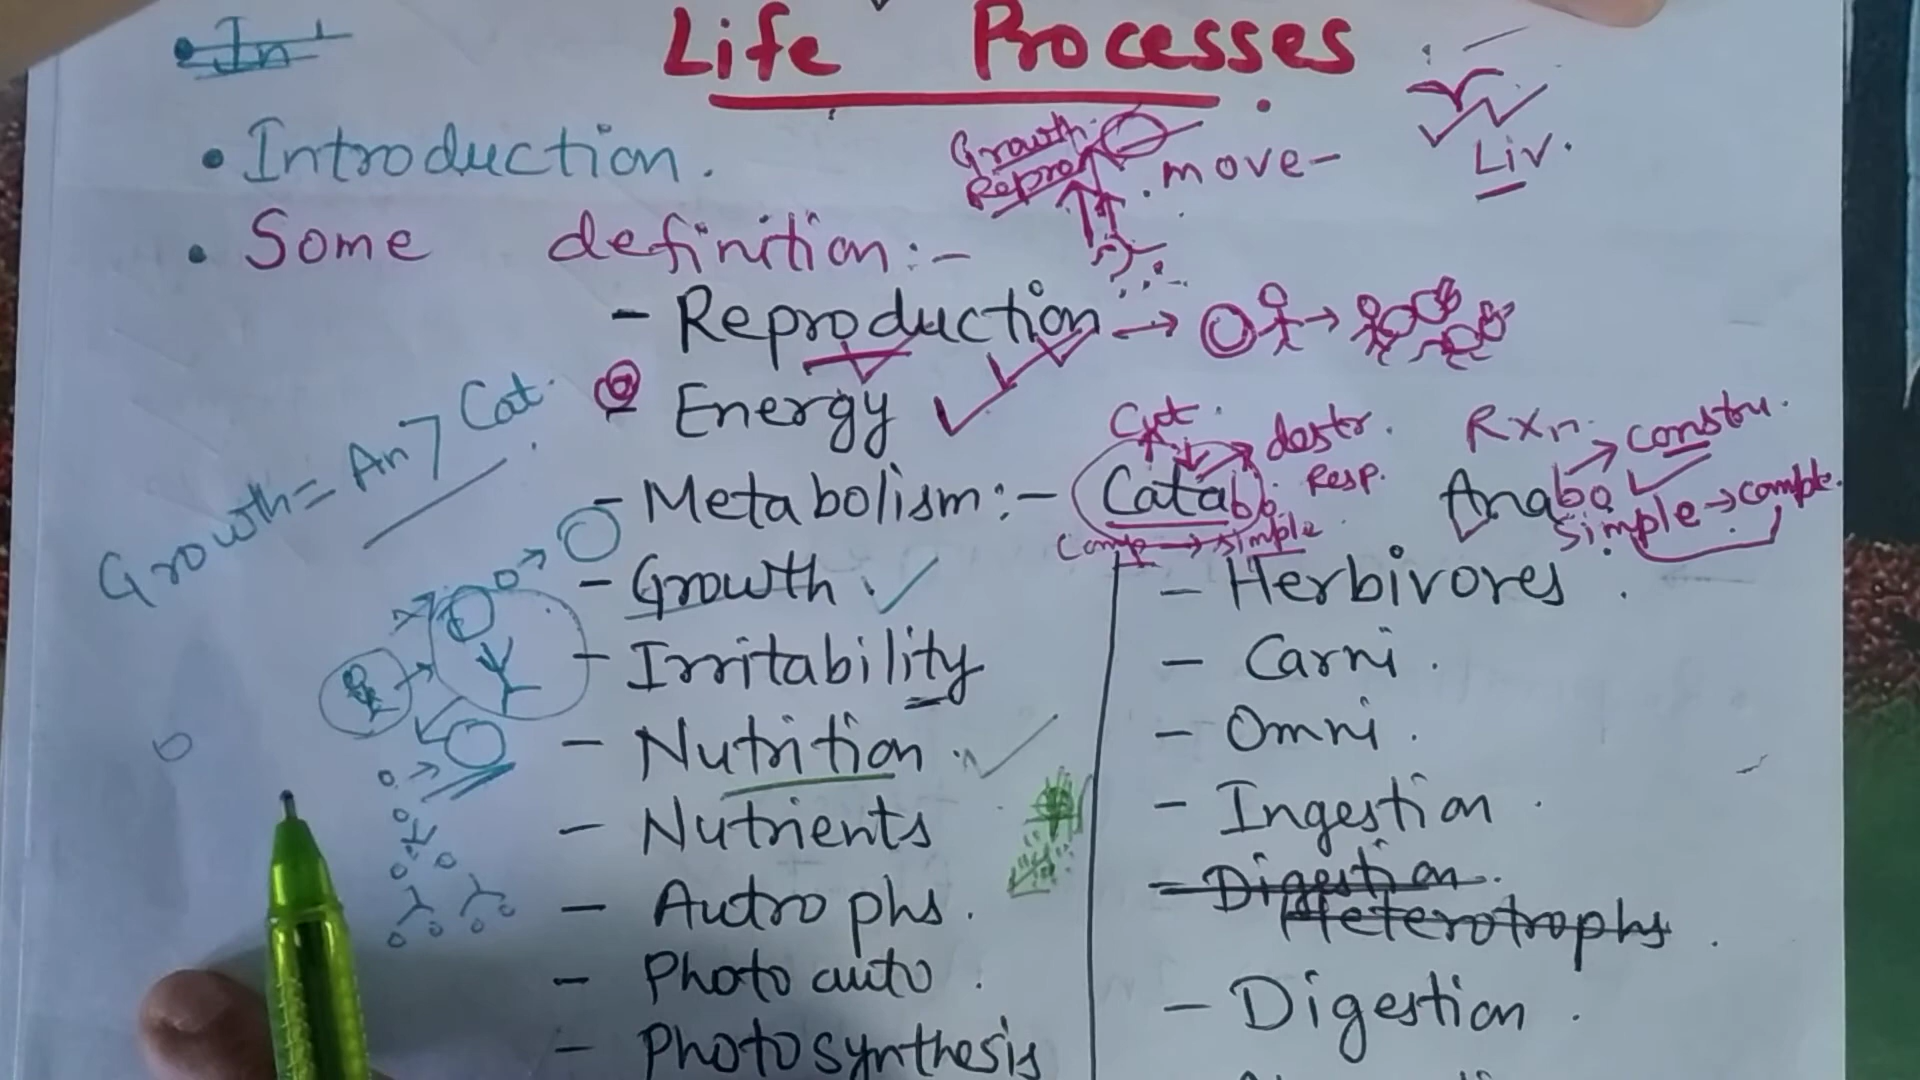 Life Processes
In
• Introduction.
Growth
Repro
move-
Liv.
• Some definition:-
- Reproduction →
Energy
Growth = An > Cat.
Cyt.
destr.
Resp.
Rxn.
→ constru.
- Metabolism:- Catabo.
Anabo
Comp → simple
simple → comple.
- Growth.
- Irritability
- Nutrition.
- Nutrients
- Autrophs.
- Photo auto.
- Photosynthesis
- Herbivores.
- Carni.
- Omni.
- Ingestion.
- Digestion.
Heterotrophs.
- Digestion.